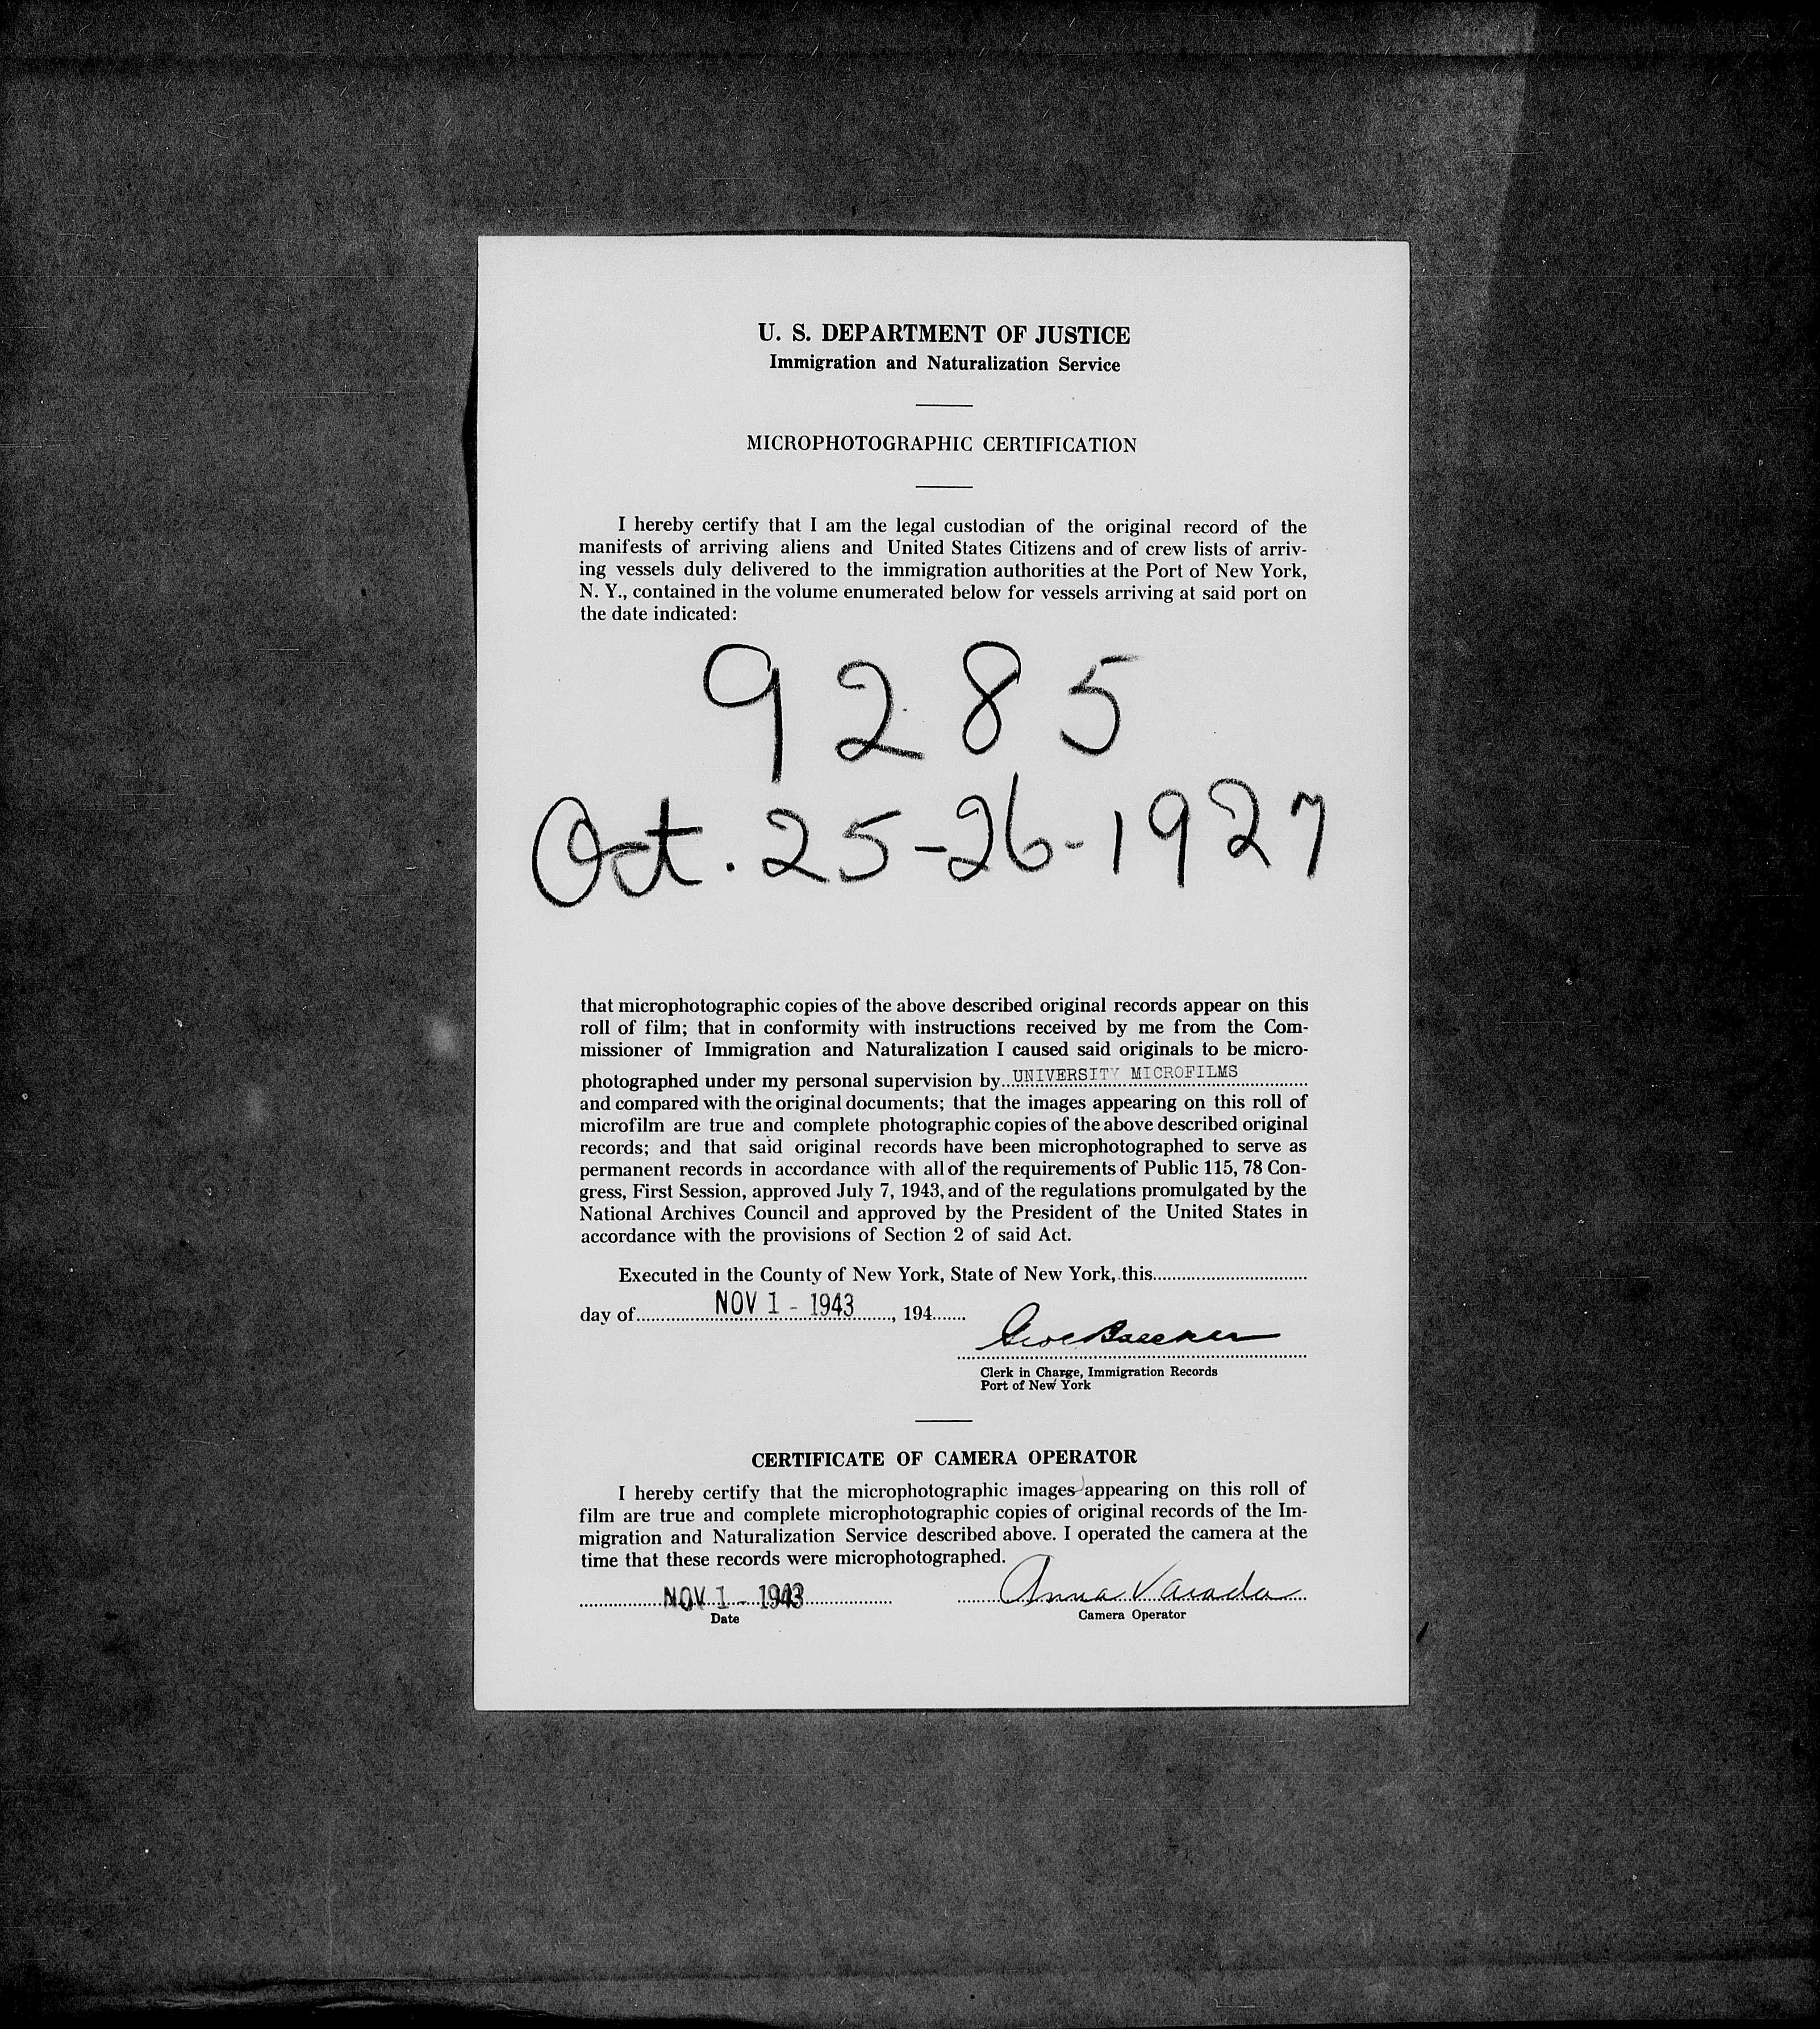 U. S. DEPARTMENT OF JUSTICE
Immigration and Naturalization Service
MICROPHOTOGRAPHIC CERTIFICATION
I hereby certify that I am the legal custodian of the original record of the
manifests of arriving aliens and United States Citizens and of crew lists of arriv-
ing vessels duly delivered to the immigration authorities at the Port of New York,
N. Y., contained in the volume enumerated below for vessels arriving at said port on
the date indicated:
9285
Oct. 25-26-1927
that microphotographic copies of the above described original records appear on this
roll of film; that in conformity with instructions received by me from the Com-
missioner of Immigration and Naturalization I caused said originals to be micro-
photographed under my personal supervision by UNIVERSITY MICROFILMS
and compared with the original documents; that the images appearing on this roll of
microfilm are true and complete photographic copies of the above described original
records; and that said original records have been microphotographed to serve as
permanent records in accordance with all of the requirements of Public 115, 78 Con-
gress, First Session, approved July 7, 1943, and of the regulations promulgated by the
National Archives Council and approved by the President of the United States in
accordance with the provisions of Section 2 of said Act.
Executed in the County of New York, State of New York, this
day of NOV 1 - 1943, 194
Clerk in Charge, Immigration Records
Port of New York
CERTIFICATE OF CAMERA OPERATOR
I hereby certify that the microphotographic images appearing on this roll of
film are true and complete microphotographic copies of original records of the Im-
migration and Naturalization Service described above. I operated the camera at the
time that these records were microphotographed.
NOV 1 - 1943 Anna
Date
Camera Operator